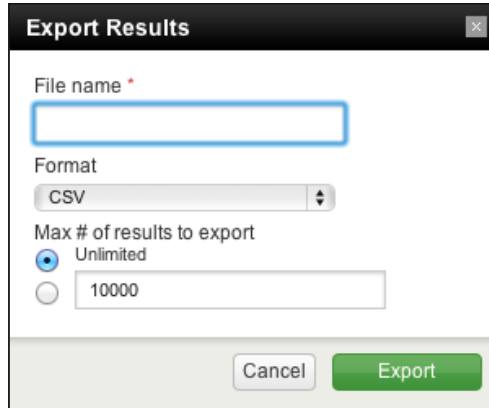 Export Results
File name *
Format
CSV
Max # of results to export
Unlimited
10000
Cancel Export